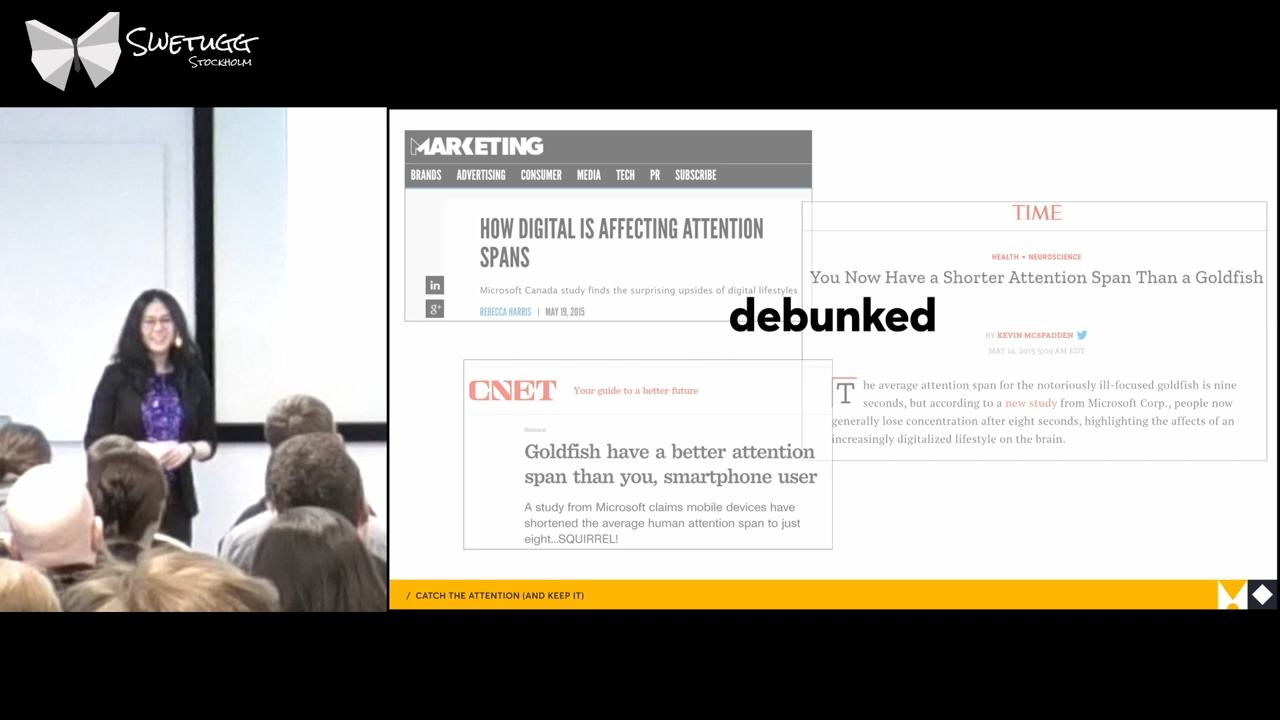 SWETUGG
STOCKHOLM
MARKETING
BRANDS ADVERTISING CONSUMER MEDIA TECH PR SUBSCRIBE
HOW DIGITAL IS AFFECTING ATTENTION
SPANS
Microsoft Canada study finds the surprising upsides of digital lifestyles
in
g+
REBECCA HARRIS | MAY 19, 2015
TIME
HEALTH • NEUROSCIENCE
You Now Have a Shorter Attention Span Than a Goldfish
debunked
BY KEVIN MCSPADDEN
MAY 14, 2015 5:09 AM EDT
The average attention span for the notoriously ill-focused goldfish is nine
seconds, but according to a new study from Microsoft Corp., people now
generally lose concentration after eight seconds, highlighting the affects of an
increasingly digitalized lifestyle on the brain.
CNET Your guide to a better future
Science
Goldfish have a better attention
span than you, smartphone user
A study from Microsoft claims mobile devices have
shortened the average human attention span to just
eight...SQUIRREL!
/ CATCH THE ATTENTION (AND KEEP IT)